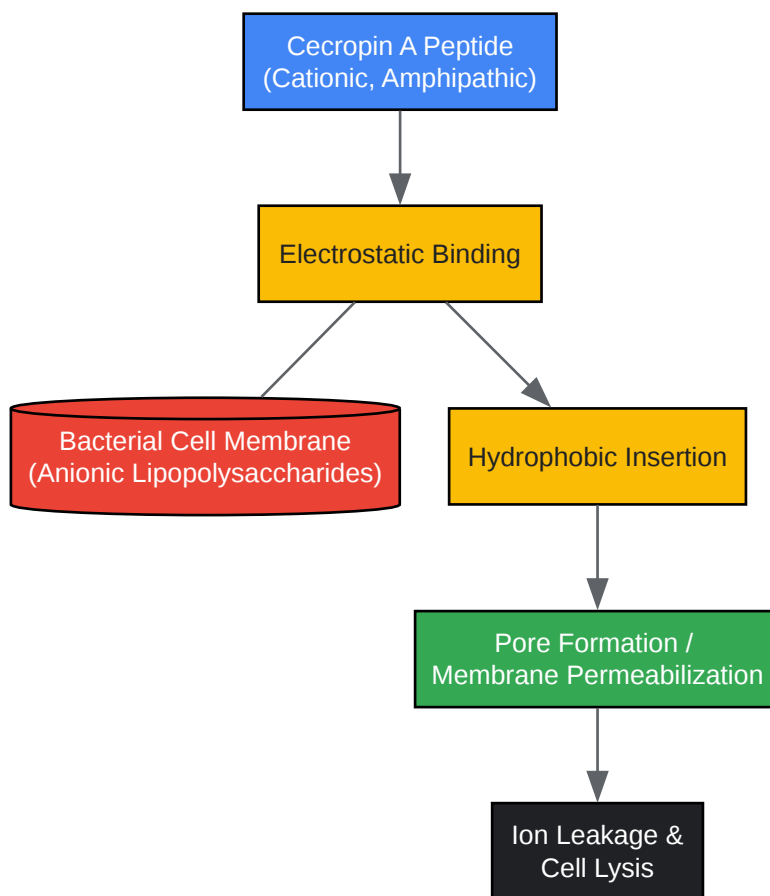 Cecropin A Peptide
(Cationic, Amphipathic)
Electrostatic Binding
Bacterial Cell Membrane
(Anionic Lipopolysaccharides)
Hydrophobic Insertion
Pore Formation /
Membrane Permeabilization
Ion Leakage &
Cell Lysis